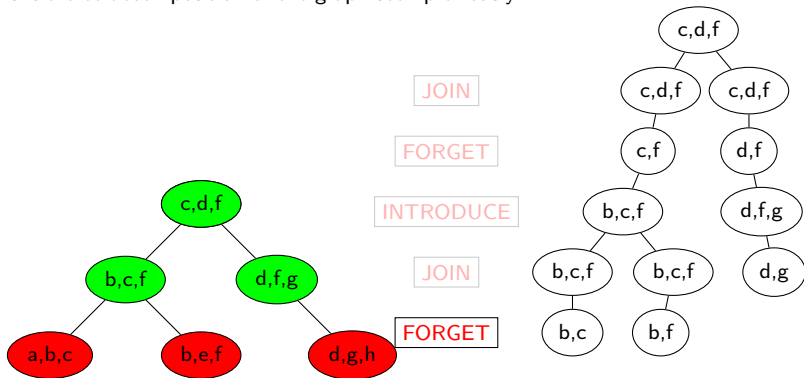 c,d,f
c,d,f c,d,f
JOIN
FORGET
c,f d,f
c,d,f
INTRODUCE
b,c,f d,f,g
b,c,f d,f,g
JOIN
b,c,f b,c,f d,g
a,b,c b,e,f d,g,h
FORGET
b,c b,f